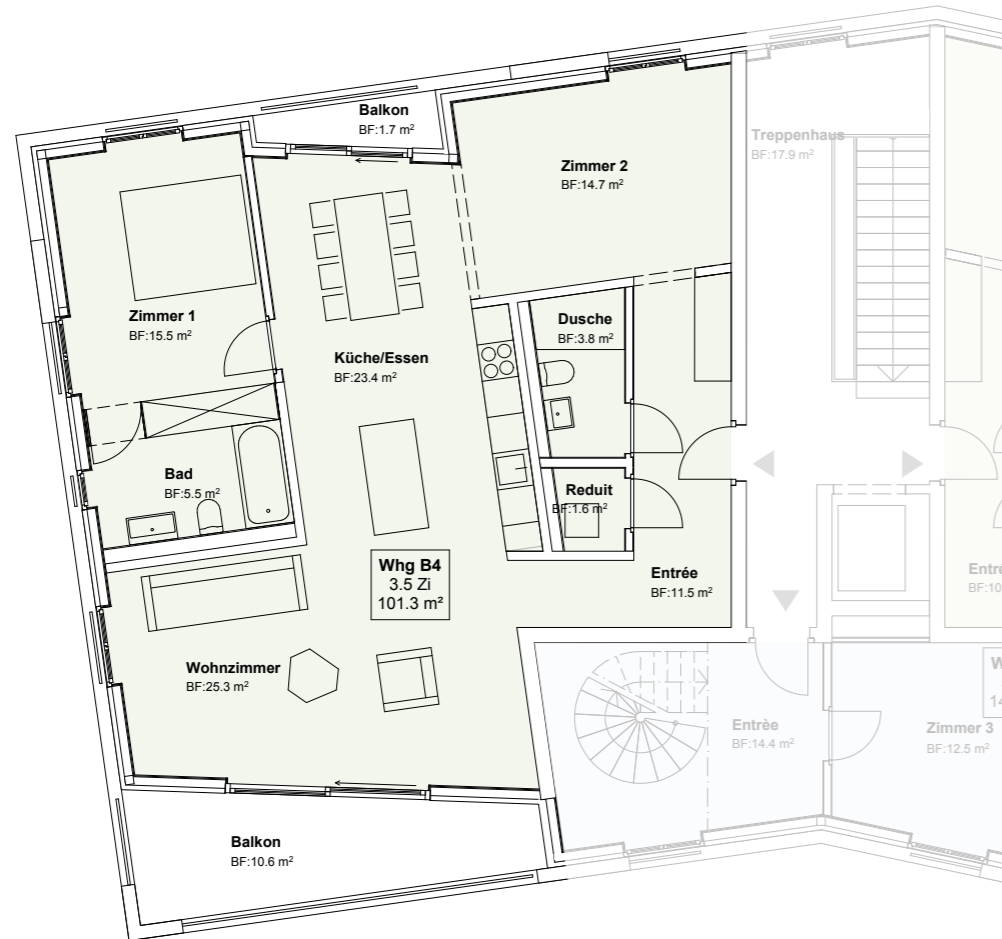 Balkon
BF:1.7 m²
Treppenhaus
BF:17.9 m²
Zimmer 2
BF:14.7 m²
Zimmer 1
BF:15.5 m²
Dusche
BF:3.8 m²
Küche/Essen
BF:23.4 m²
Bad
BF:5.5 m²
Reduit
BF:1.6 m²
Whg B4
3.5 Zi
101.3 m²
Entrée
BF:11.5 m²
Wohnzimmer
BF:25.3 m²
Entrèe
BF:14.4 m²
Zimmer 3
BF:12.5 m²
Balkon
BF:10.6 m²